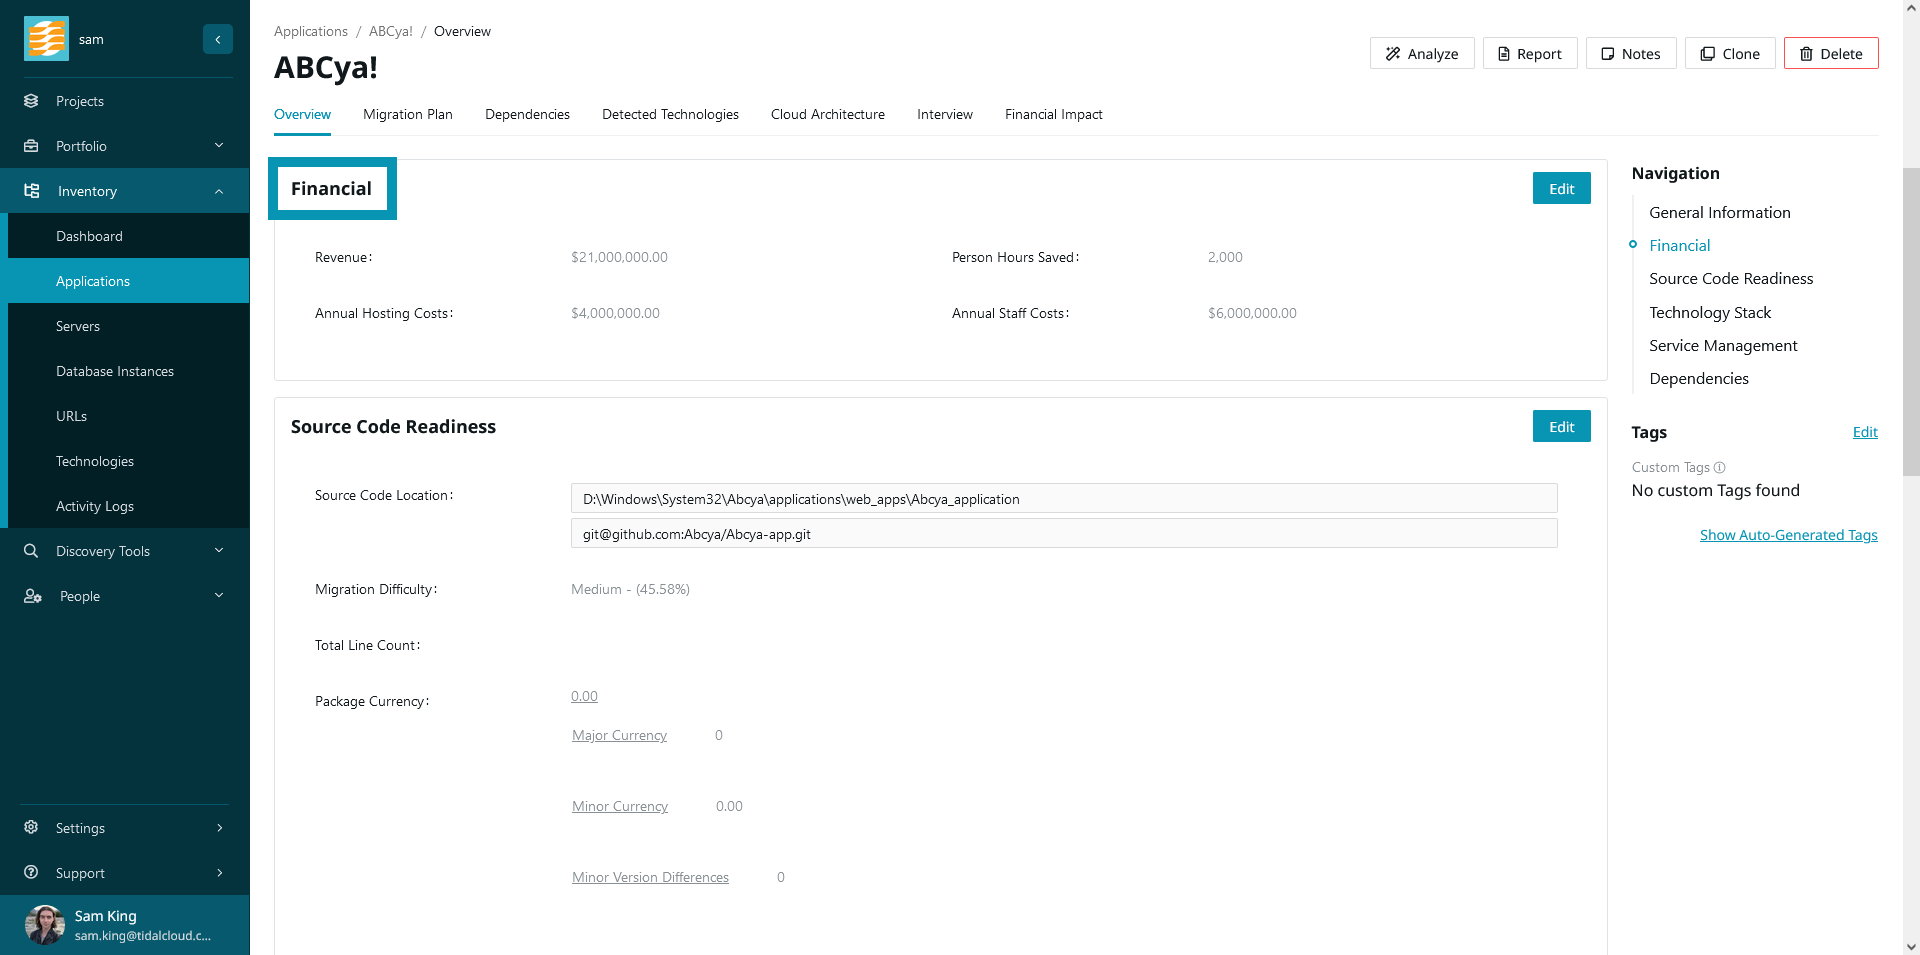 sam
Projects
Portfolio
Inventory
Dashboard
Applications
Servers
Database Instances
URLs
Technologies
Activity Logs
Discovery Tools
People
Settings
Support
Sam King
sam.king@tidalcloud.c...
Applications / ABCya! / Overview
ABCya!
Analyze
Report
Notes
Clone
Delete
Overview
Migration Plan
Dependencies
Detected Technologies
Cloud Architecture
Interview
Financial Impact
Financial
Edit
Revenue: $21,000,000.00
Person Hours Saved: 2,000
Annual Hosting Costs: $4,000,000.00
Annual Staff Costs: $6,000,000.00
Source Code Readiness
Edit
Source Code Location: D:\Windows\System32\Abcya\applications\web_apps\Abcya_application
git@github.com:Abcya/Abcya-app.git
Migration Difficulty: Medium - (45.58%)
Total Line Count:
Package Currency: 0.00
Major Currency 0
Minor Currency 0.00
Minor Version Differences 0
Navigation
General Information
Financial
Source Code Readiness
Technology Stack
Service Management
Dependencies
Tags
Edit
Custom Tags
No custom Tags found
Show Auto-Generated Tags